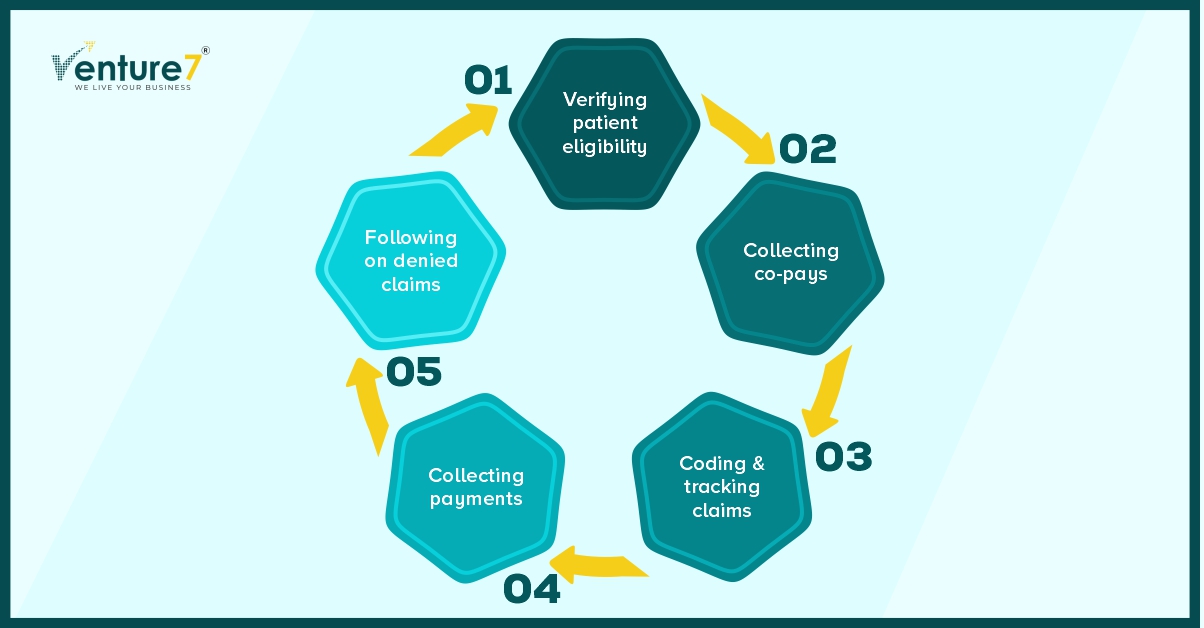 Venture7®
WE LIVE YOUR BUSINESS
01
Verifying
patient
eligibility
02
Collecting
co-pays
03
Coding &
tracking
claims
04
Collecting
payments
05
Following
on denied
claims